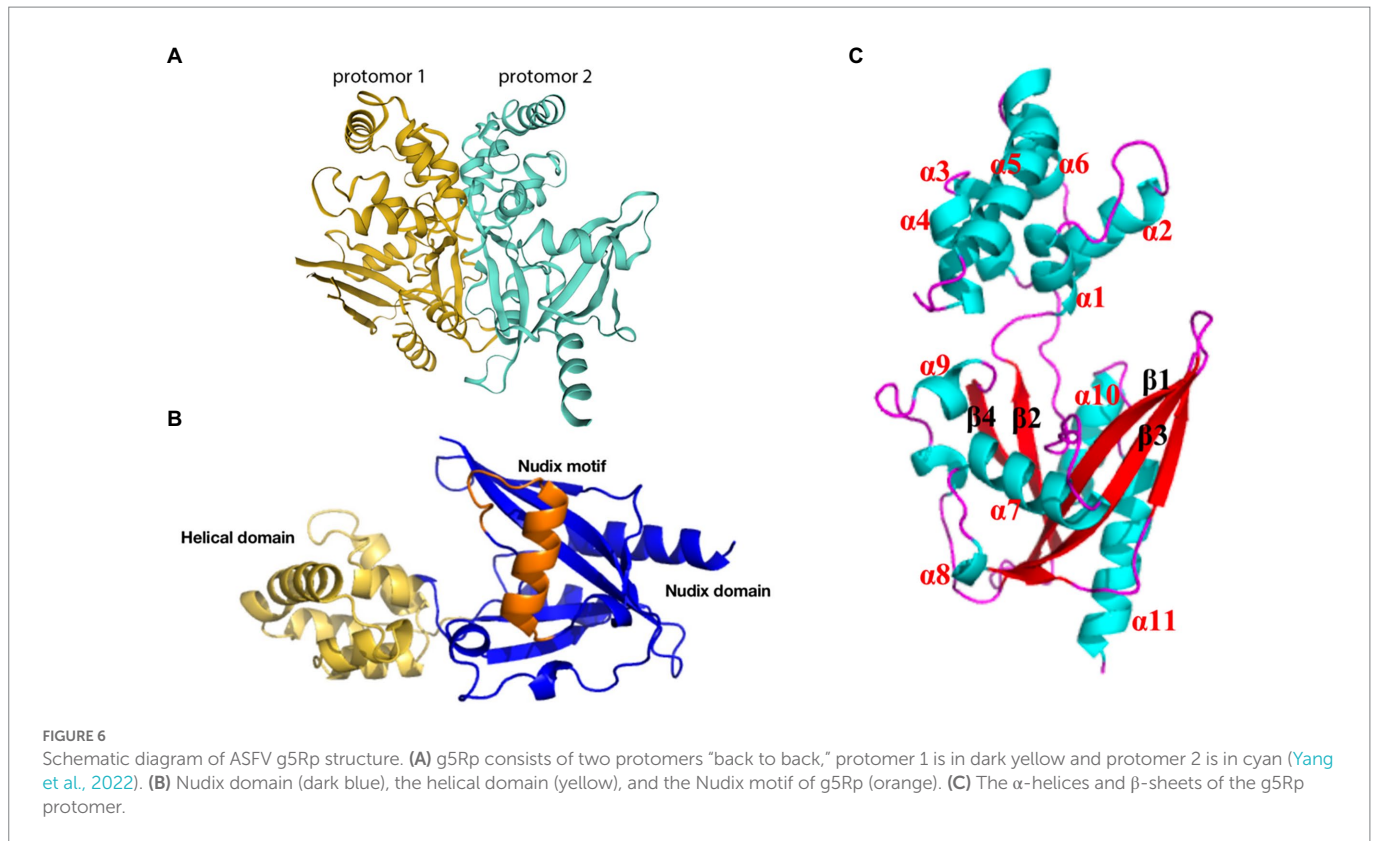 A
protomor 1
protomor 2
B
Nudix motif
Helical domain
Nudix domain
C
α5
α6
α3
α4
α2
α1
α9
α10
β1
β4
β2
β3
α7
α8
α11
FIGURE 6
Schematic diagram of ASFV g5Rp structure. (A) g5Rp consists of two protomers “back to back,” protomer 1 is in dark yellow and protomer 2 is in cyan (Yang
et al., 2022). (B) Nudix domain (dark blue), the helical domain (yellow), and the Nudix motif of g5Rp (orange). (C) The α-helices and β-sheets of the g5Rp
protomer.